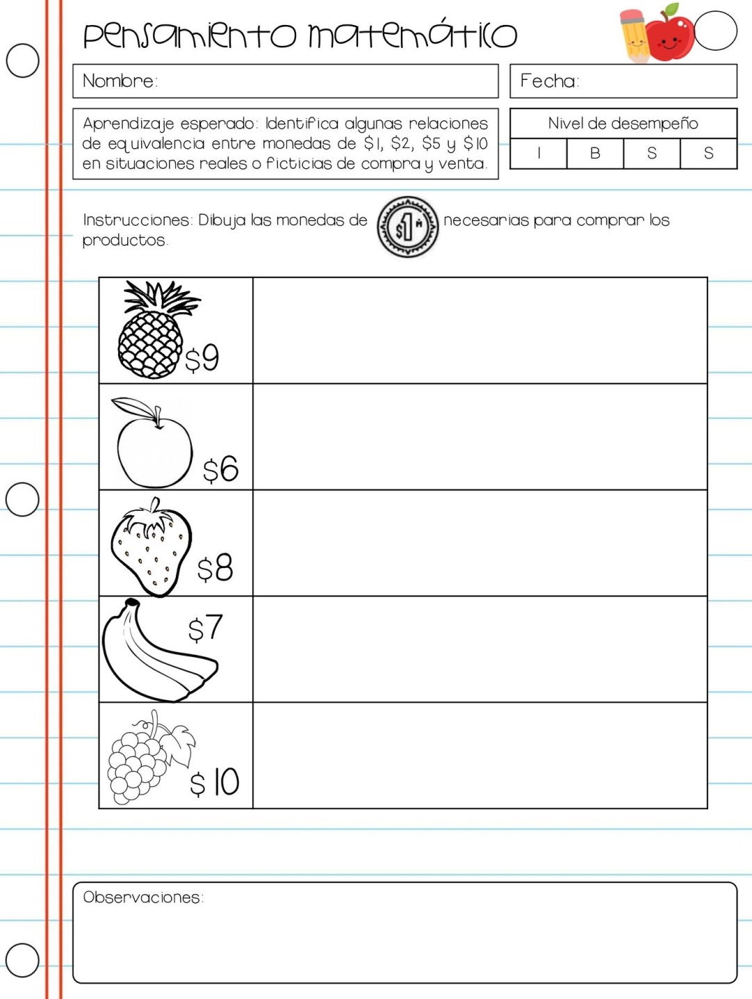 Pensamiento Matemático
Nombre:
Fecha:
Aprendizaje esperado: Identifica algunas relaciones
de equivalencia entre monedas de $1, $2, $5 y $10
en situaciones reales o ficticias de compra y venta.
Nivel de desempeño
I B S S
Instrucciones: Dibuja las monedas de $1 necesarias para comprar los
productos.
$9
$6
$8
$7
$10
Observaciones: